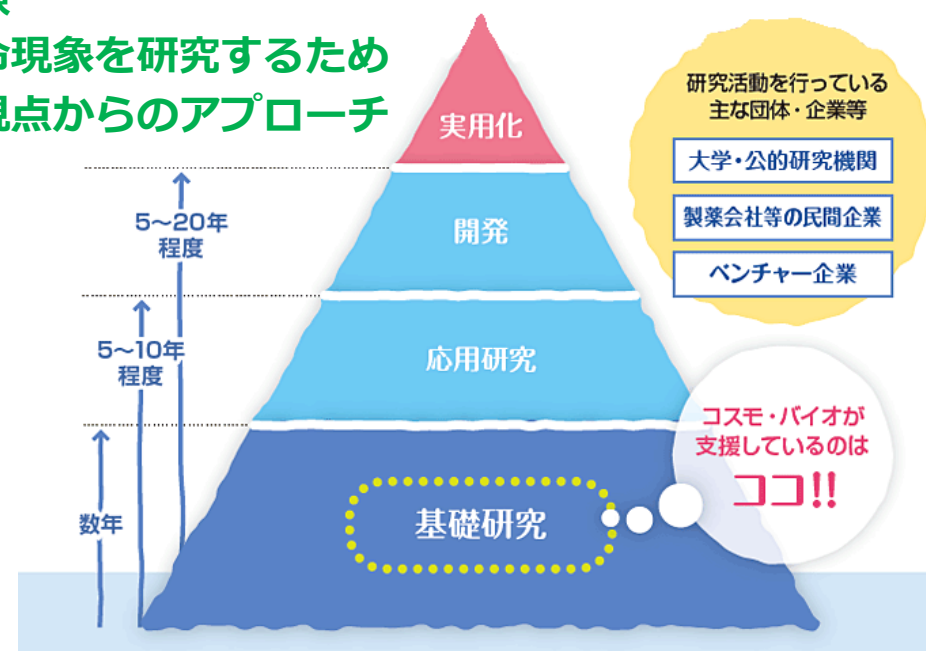 命現象を研究するため
視点からのアプローチ
実用化
開発
応用研究
基礎研究
5〜20年
程度
5〜10年
程度
数年
研究活動を行っている
主な団体・企業等
大学・公的研究機関
製薬会社等の民間企業
ベンチャー企業
コスモ・バイオが
支援しているのは
ココ!!